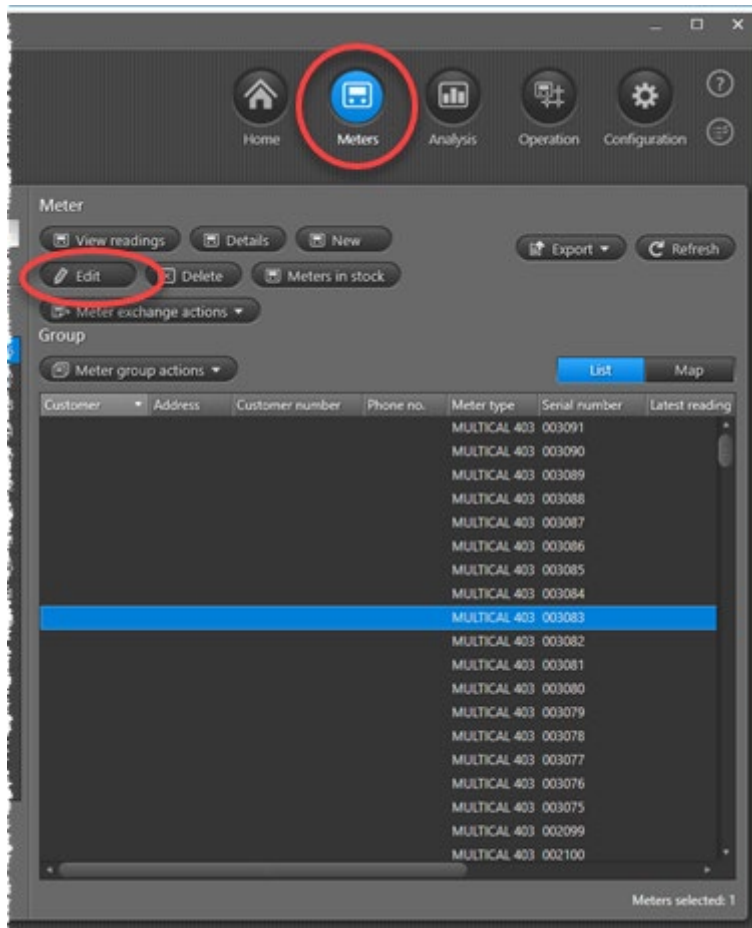 Home Meters Analysis Operation Configuration
Meter
View readings Details New Export Refresh
Edit Delete Meters in stock
Meter exchange actions
Group
Meter group actions List Map
Customer Address Customer number Phone no. Meter type Serial number Latest reading
MULTICAL 403 003091
MULTICAL 403 003090
MULTICAL 403 003089
MULTICAL 403 003088
MULTICAL 403 003087
MULTICAL 403 003086
MULTICAL 403 003085
MULTICAL 403 003084
MULTICAL 403 003083
MULTICAL 403 003082
MULTICAL 403 003081
MULTICAL 403 003080
MULTICAL 403 003079
MULTICAL 403 003078
MULTICAL 403 003077
MULTICAL 403 003076
MULTICAL 403 003075
MULTICAL 403 002099
MULTICAL 403 002100
Meters selected: 1